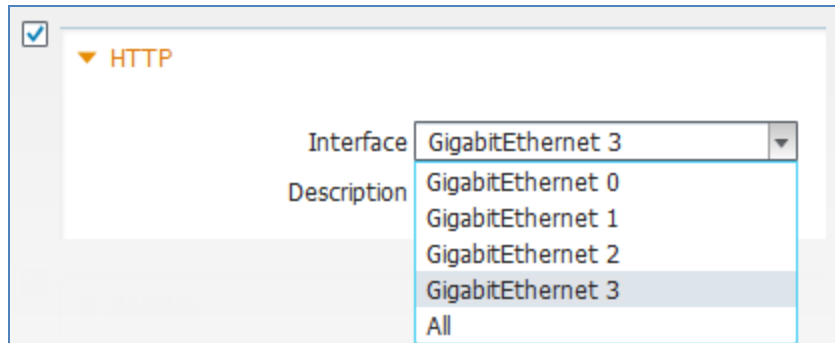 HTTP
Interface GigabitEthernet 3
Description GigabitEthernet 0
GigabitEthernet 1
GigabitEthernet 2
GigabitEthernet 3
All